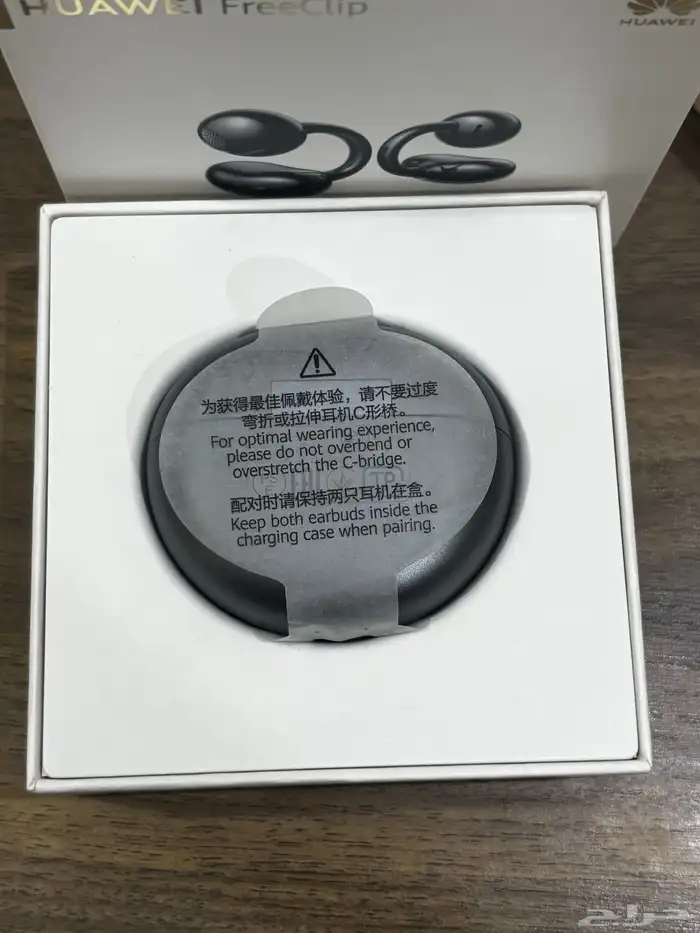 HUAWEI FreeClip
HUAWEI
为获得最佳佩戴体验，请不要过度
弯折或拉伸耳机C形桥。
For optimal wearing experience,
please do not overbend or
overstretch the C-bridge.
配对时请保持两只耳机在盒。
Keep both earbuds inside the
charging case when pairing.
حراج